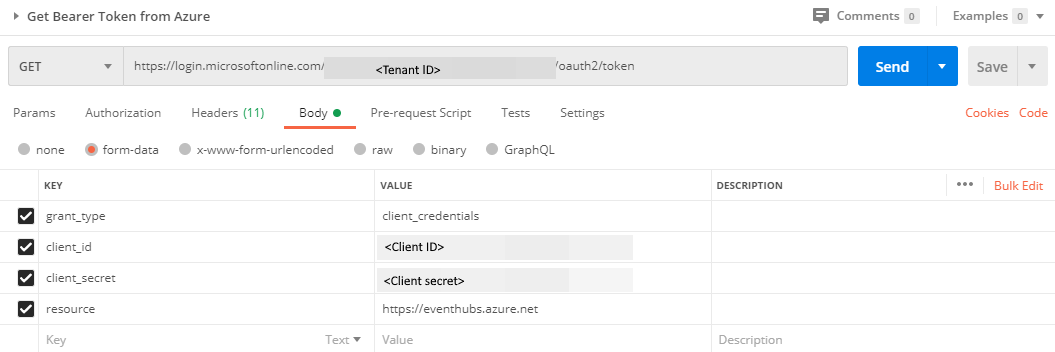 Get Bearer Token from Azure Comments 0 Examples 0
GET https://login.microsoftonline.com/ <Tenant ID> /oauth2/token Send Save
Params Authorization Headers (11) Body Pre-request Script Tests Settings Cookies Code
none form-data x-www-form-urlencoded raw binary GraphQL
KEY VALUE DESCRIPTION ••• Bulk Edit
grant_type client_credentials
client_id <Client ID>
client_secret <Client secret>
resource https://eventhubs.azure.net
Key Text Value Description